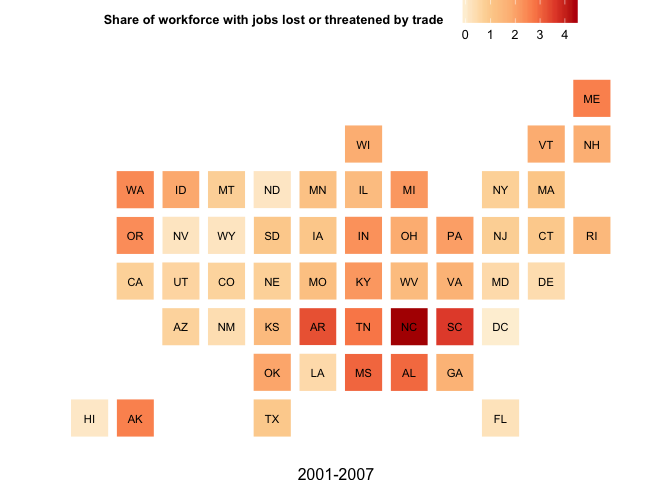 Share of workforce with jobs lost or threatened by trade
0 1 2 3 4
ME
WI VT NH
WA ID MT ND MN IL MI NY MA
OR NV WY SD IA IN OH PA NJ CT RI
CA UT CO NE MO KY WV VA MD DE
AZ NM KS AR TN NC SC DC
OK LA MS AL GA
HI AK TX FL
2001-2007